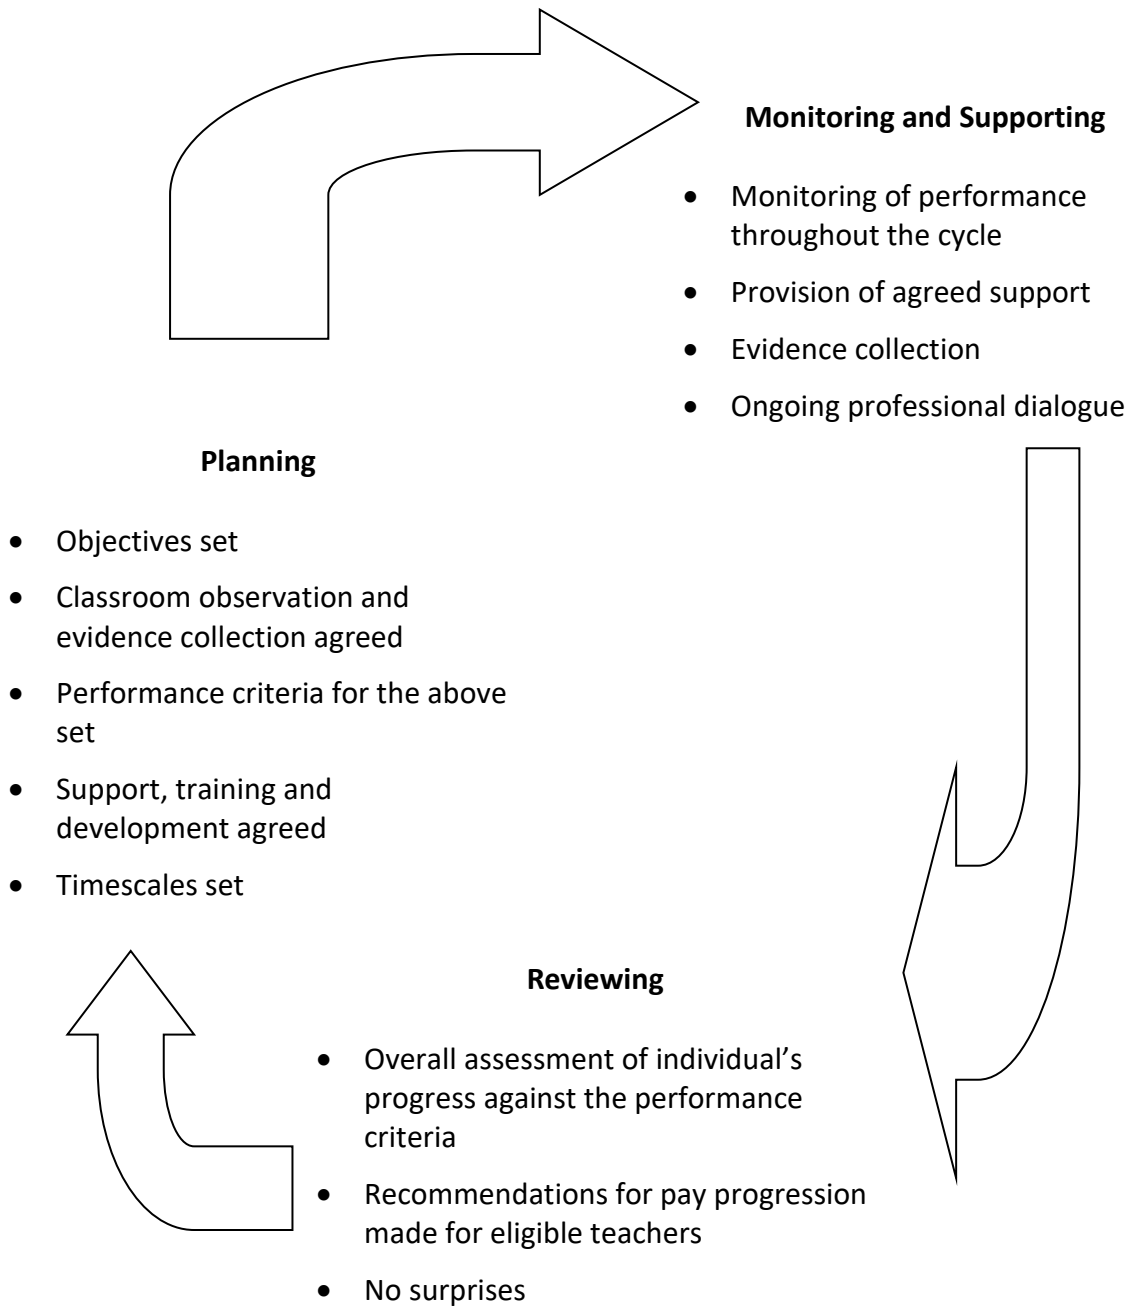 Monitoring and Supporting
• Monitoring of performance
throughout the cycle
• Provision of agreed support
• Evidence collection
• Ongoing professional dialogue
Planning
• Objectives set
• Classroom observation and
evidence collection agreed
• Performance criteria for the above
set
• Support, training and
development agreed
• Timescales set
Reviewing
• Overall assessment of individual’s
progress against the performance
criteria
• Recommendations for pay progression
made for eligible teachers
• No surprises